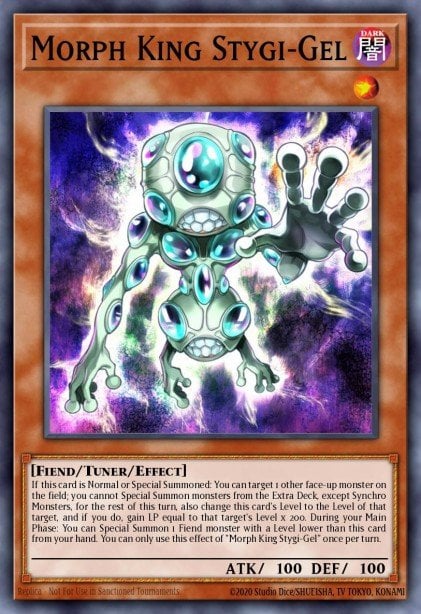 MORPH KING STYGI-GEL
DARK
闇
[FIEND/TUNER/EFFECT]
If this card is Normal or Special Summoned: You can target 1 other face-up monster on
the field; you cannot Special Summon monsters from the Extra Deck, except Synchro
Monsters, for the rest of this turn, also change this card's Level to the Level of that
target, and if you do, gain LP equal to that target's Level x 200. During your Main
Phase: You can Special Summon 1 Fiend monster with a Level lower than this card
from your hand. You can only use this effect of "Morph King Stygi-Gel" once per turn.
ATK/ 100 DEF/ 100
Replica - Not For Use in Sanctioned Tournaments
©2020 Studio Dice/SHUEISHA, TV TOKYO, KONAMI